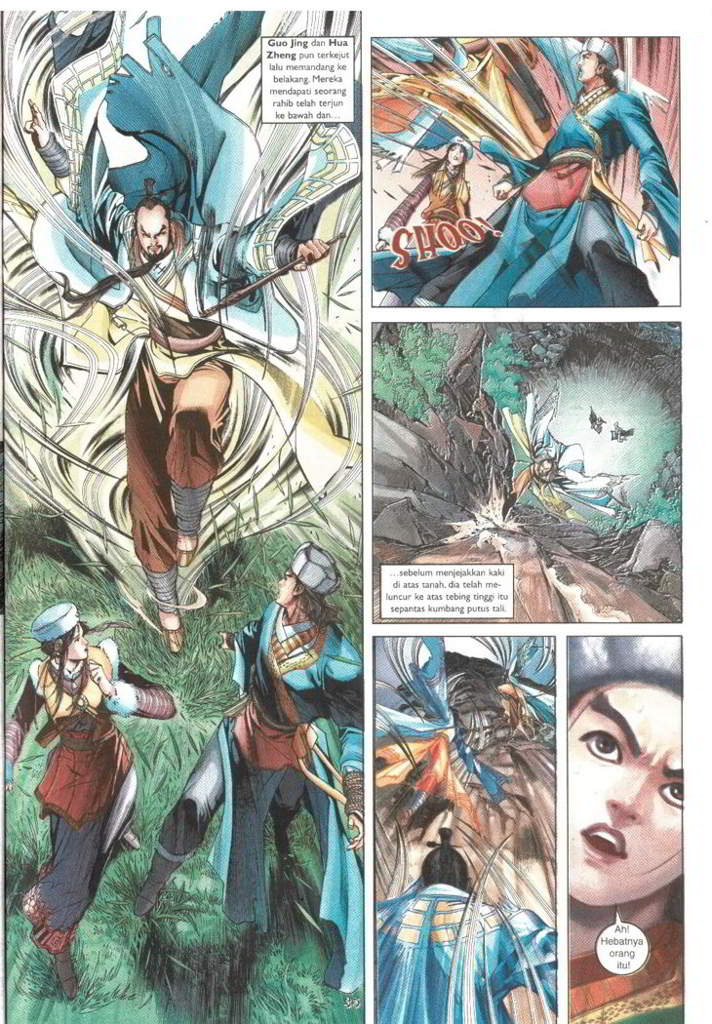 Guo Jing dan Hua
Zheng pun terkejut
lalu memandang ke
belakang. Mereka
mendapati seorang
rahib telah terjun
ke bawah dan...
SHOO
...sebelum menjejakkan kaki
di atas tanah, dia telah me-
luncur ke atas tebing tinggi itu
sepantas kumbang putus tali.
Ah!
Hebatnya
orang
itu!